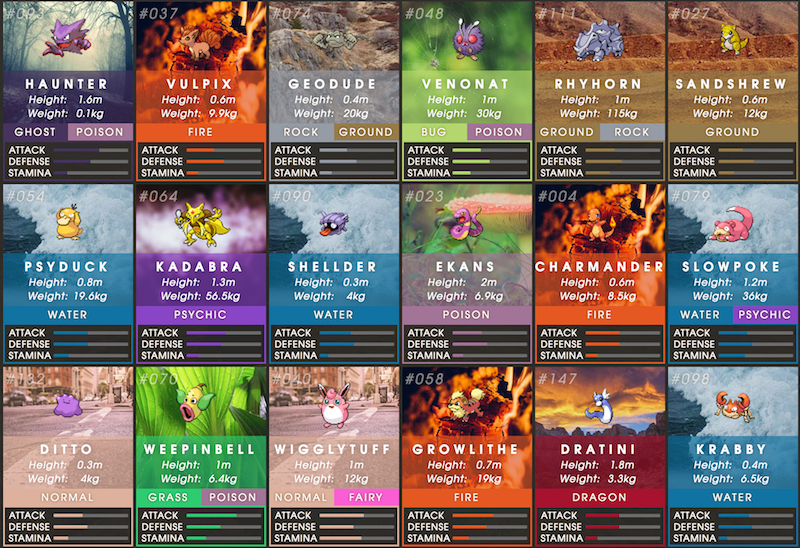 #093
HAUNTER
Height: 1.6m
Weight: 0.1kg
GHOST POISON
ATTACK
DEFENSE
STAMINA
#037
VULPIX
Height: 0.6m
Weight: 9.9kg
FIRE
ATTACK
DEFENSE
STAMINA
#074
GEODUDE
Height: 0.4m
Weight: 20kg
ROCK GROUND
ATTACK
DEFENSE
STAMINA
#048
VENONAT
Height: 1m
Weight: 30kg
BUG POISON
ATTACK
DEFENSE
STAMINA
#111
RHYHORN
Height: 1m
Weight: 115kg
GROUND ROCK
ATTACK
DEFENSE
STAMINA
#027
SANDSHREW
Height: 0.6m
Weight: 12kg
GROUND
ATTACK
DEFENSE
STAMINA
#054
PSYDUCK
Height: 0.8m
Weight: 19.6kg
WATER
ATTACK
DEFENSE
STAMINA
#064
KADABRA
Height: 1.3m
Weight: 56.5kg
PSYCHIC
ATTACK
DEFENSE
STAMINA
#090
SHELLDER
Height: 0.3m
Weight: 4kg
WATER
ATTACK
DEFENSE
STAMINA
#023
EKANS
Height: 2m
Weight: 6.9kg
POISON
ATTACK
DEFENSE
STAMINA
#004
CHARMANDER
Height: 0.6m
Weight: 8.5kg
FIRE
ATTACK
DEFENSE
STAMINA
#079
SLOWPOKE
Height: 1.2m
Weight: 36kg
WATER PSYCHIC
ATTACK
DEFENSE
STAMINA
#132
DITTO
Height: 0.3m
Weight: 4kg
NORMAL
ATTACK
DEFENSE
STAMINA
#070
WEEPINBELL
Height: 1m
Weight: 6.4kg
GRASS POISON
ATTACK
DEFENSE
STAMINA
#040
WIGGLYTUFF
Height: 1m
Weight: 12kg
NORMAL FAIRY
ATTACK
DEFENSE
STAMINA
#058
GROWLITHE
Height: 0.7m
Weight: 19kg
FIRE
ATTACK
DEFENSE
STAMINA
#147
DRATINI
Height: 1.8m
Weight: 3.3kg
DRAGON
ATTACK
DEFENSE
STAMINA
#098
KRABBY
Height: 0.4m
Weight: 6.5kg
WATER
ATTACK
DEFENSE
STAMINA